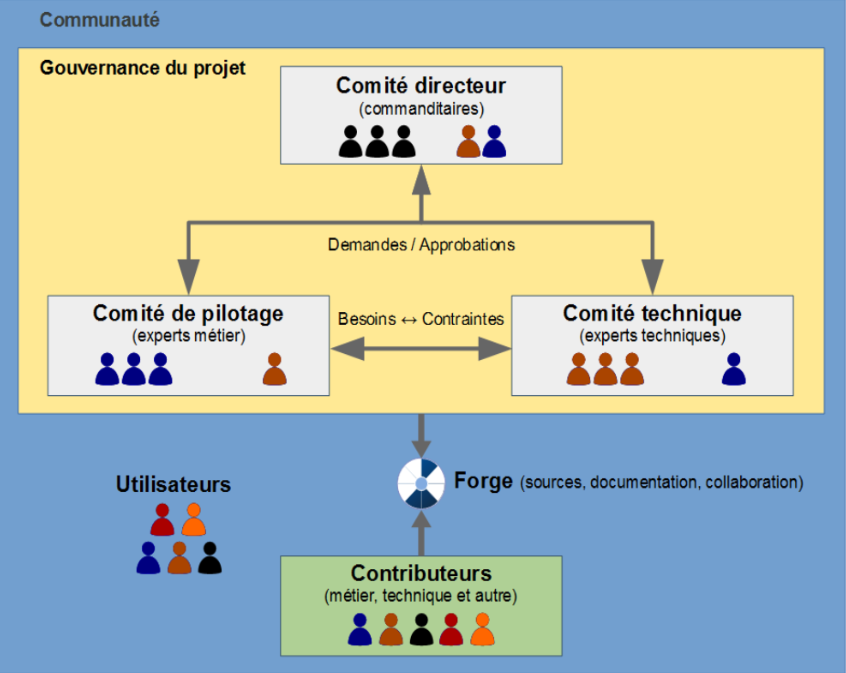 Communauté
Gouvernance du projet
Comité directeur
(commanditaires)
Demandes / Approbations
Comité de pilotage
(experts métier)
Besoins ↔ Contraintes
Comité technique
(experts techniques)
Utilisateurs
Forge (sources, documentation, collaboration)
Contributeurs
(métier, technique et autre)